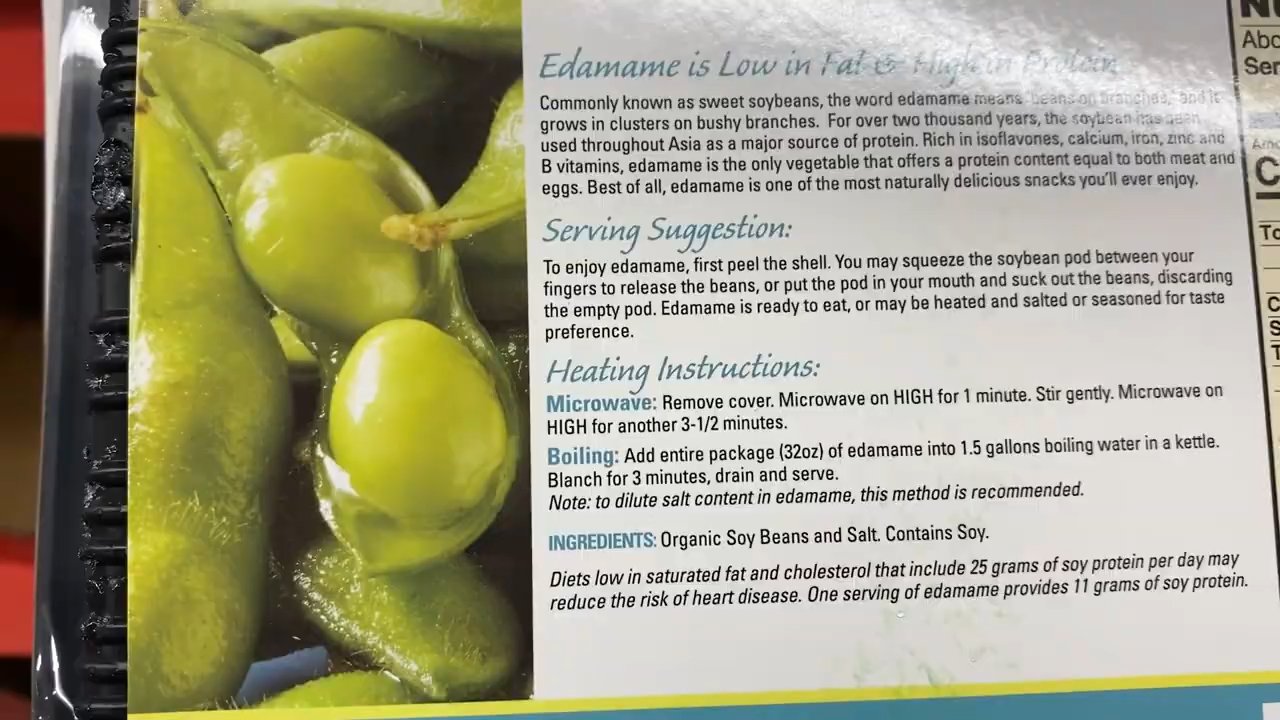 Edamame is Low in Fat & High in Protein
Commonly known as sweet soybeans, the word edamame means "beans on branches," and it
grows in clusters on bushy branches. For over two thousand years, the soybean has been
used throughout Asia as a major source of protein. Rich in isoflavones, calcium, iron, zinc and
B vitamins, edamame is the only vegetable that offers a protein content equal to both meat and
eggs. Best of all, edamame is one of the most naturally delicious snacks you'll ever enjoy.
Serving Suggestion:
To enjoy edamame, first peel the shell. You may squeeze the soybean pod between your
fingers to release the beans, or put the pod in your mouth and suck out the beans, discarding
the empty pod. Edamame is ready to eat, or may be heated and salted or seasoned for taste
preference.
Heating Instructions:
Microwave: Remove cover. Microwave on HIGH for 1 minute. Stir gently. Microwave on
HIGH for another 3-1/2 minutes.
Boiling: Add entire package (32oz) of edamame into 1.5 gallons boiling water in a kettle.
Blanch for 3 minutes, drain and serve.
Note: to dilute salt content in edamame, this method is recommended.
INGREDIENTS: Organic Soy Beans and Salt. Contains Soy.
Diets low in saturated fat and cholesterol that include 25 grams of soy protein per day may
reduce the risk of heart disease. One serving of edamame provides 11 grams of soy protein.